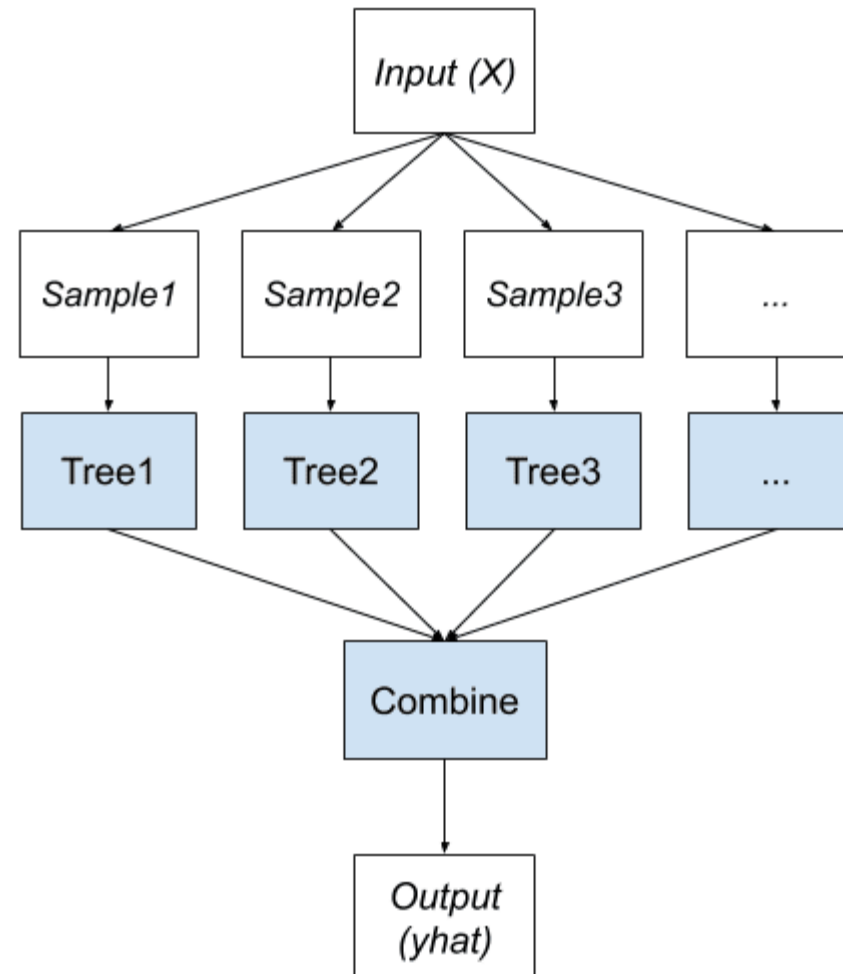 Input (X)
Sample1
Sample2
Sample3
...
Tree1
Tree2
Tree3
...
Combine
Output
(yhat)